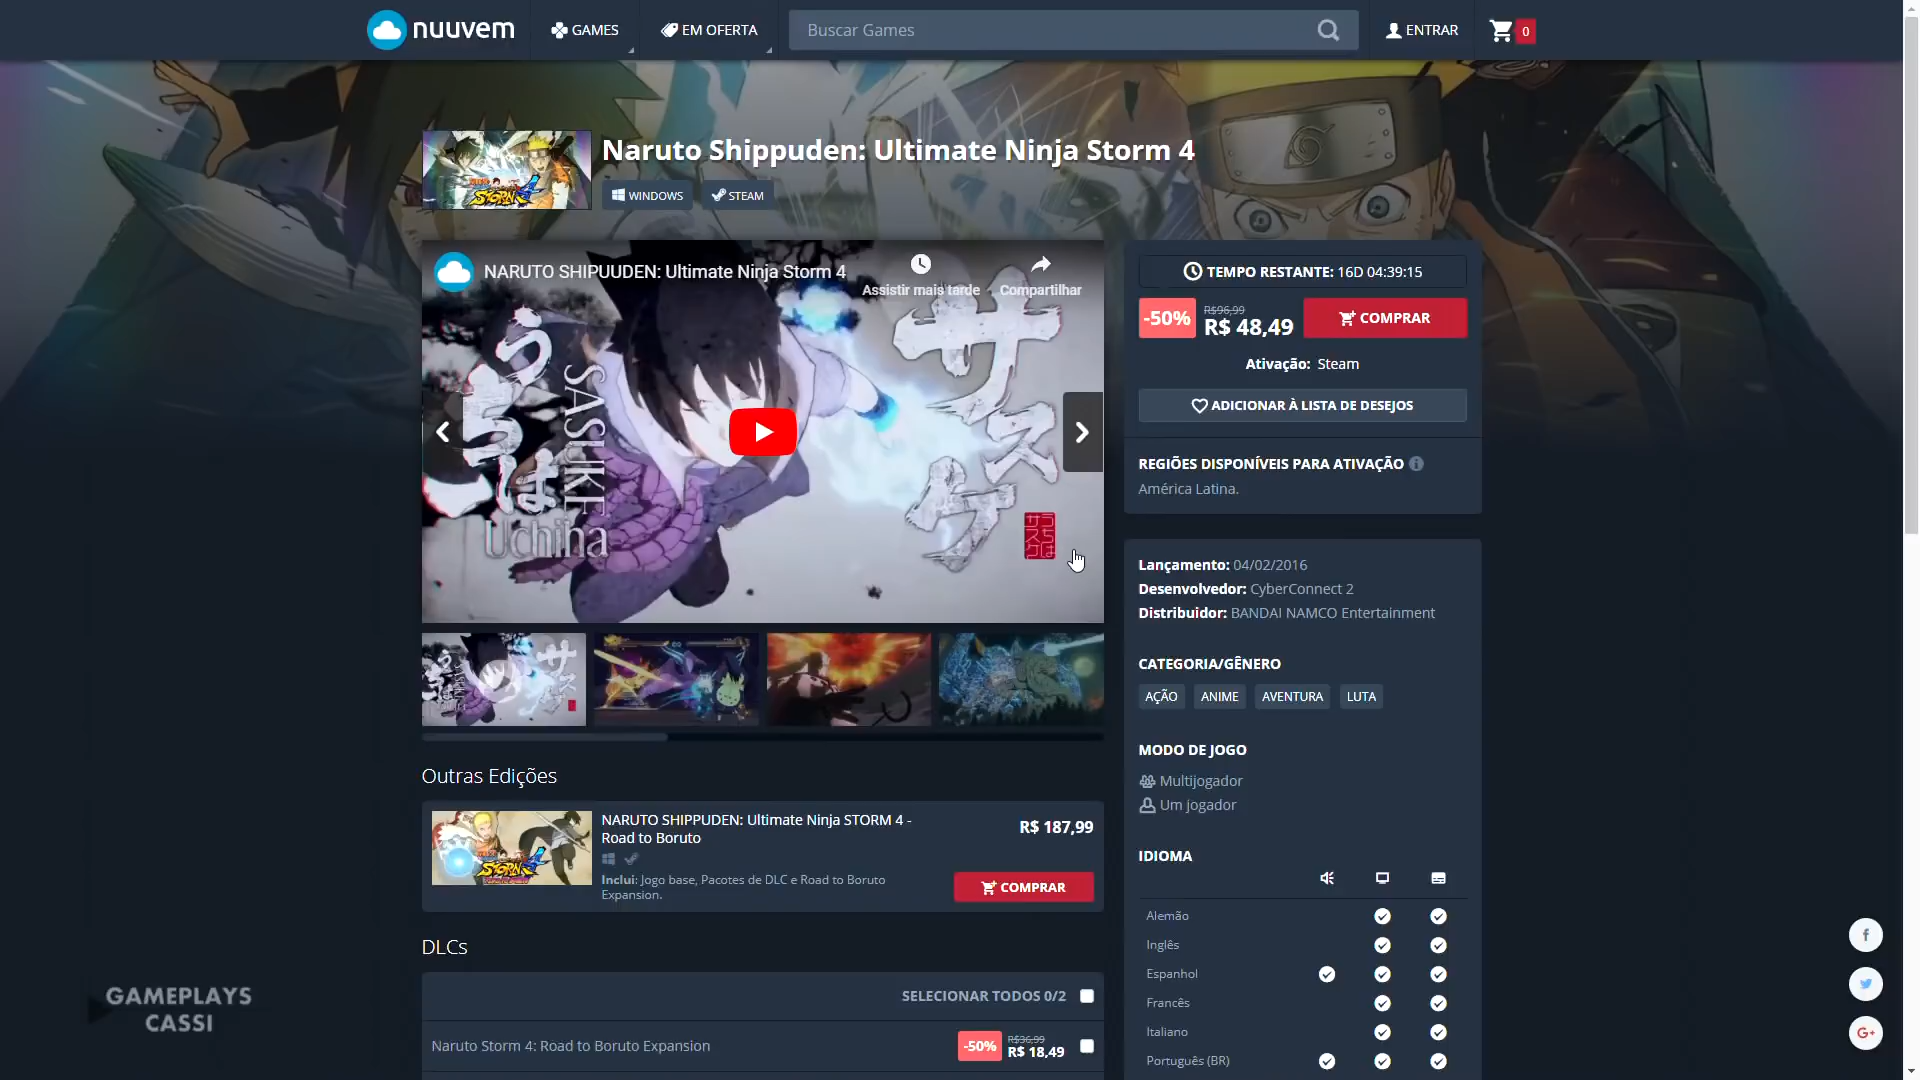 nuuvem
GAMES
EM OFERTA
Buscar Games
ENTRAR
0
Naruto Shippuden: Ultimate Ninja Storm 4
WINDOWS
STEAM
NARUTO SHIPUUDEN: Ultimate Ninja Storm 4
Assistir mais tarde
Compartilhar
うちは
SASUKE
Uchiha
サスケ
TEMPO RESTANTE: 16D 04:39:15
-50%
R$96,99
R$ 48,49
COMPRAR
Ativação: Steam
ADICIONAR À LISTA DE DESEJOS
REGIÕES DISPONÍVEIS PARA ATIVAÇÃO
América Latina.
Lançamento: 04/02/2016
Desenvolvedor: CyberConnect 2
Distribuidor: BANDAI NAMCO Entertainment
CATEGORIA/GÊNERO
AÇÃO
ANIME
AVENTURA
LUTA
MODO DE JOGO
Multijogador
Um jogador
IDIOMA
Alemão
Inglês
Espanhol
Francês
Italiano
Português (BR)
Outras Edições
NARUTO SHIPPUDEN: Ultimate Ninja STORM 4 -
Road to Boruto
R$ 187,99
Inclui: Jogo base, Pacotes de DLC e Road to Boruto
Expansion.
COMPRAR
DLCs
SELECIONAR TODOS 0/2
Naruto Storm 4: Road to Boruto Expansion
-50%
R$36,99
R$ 18,49
GAMEPLAYS
CASSI